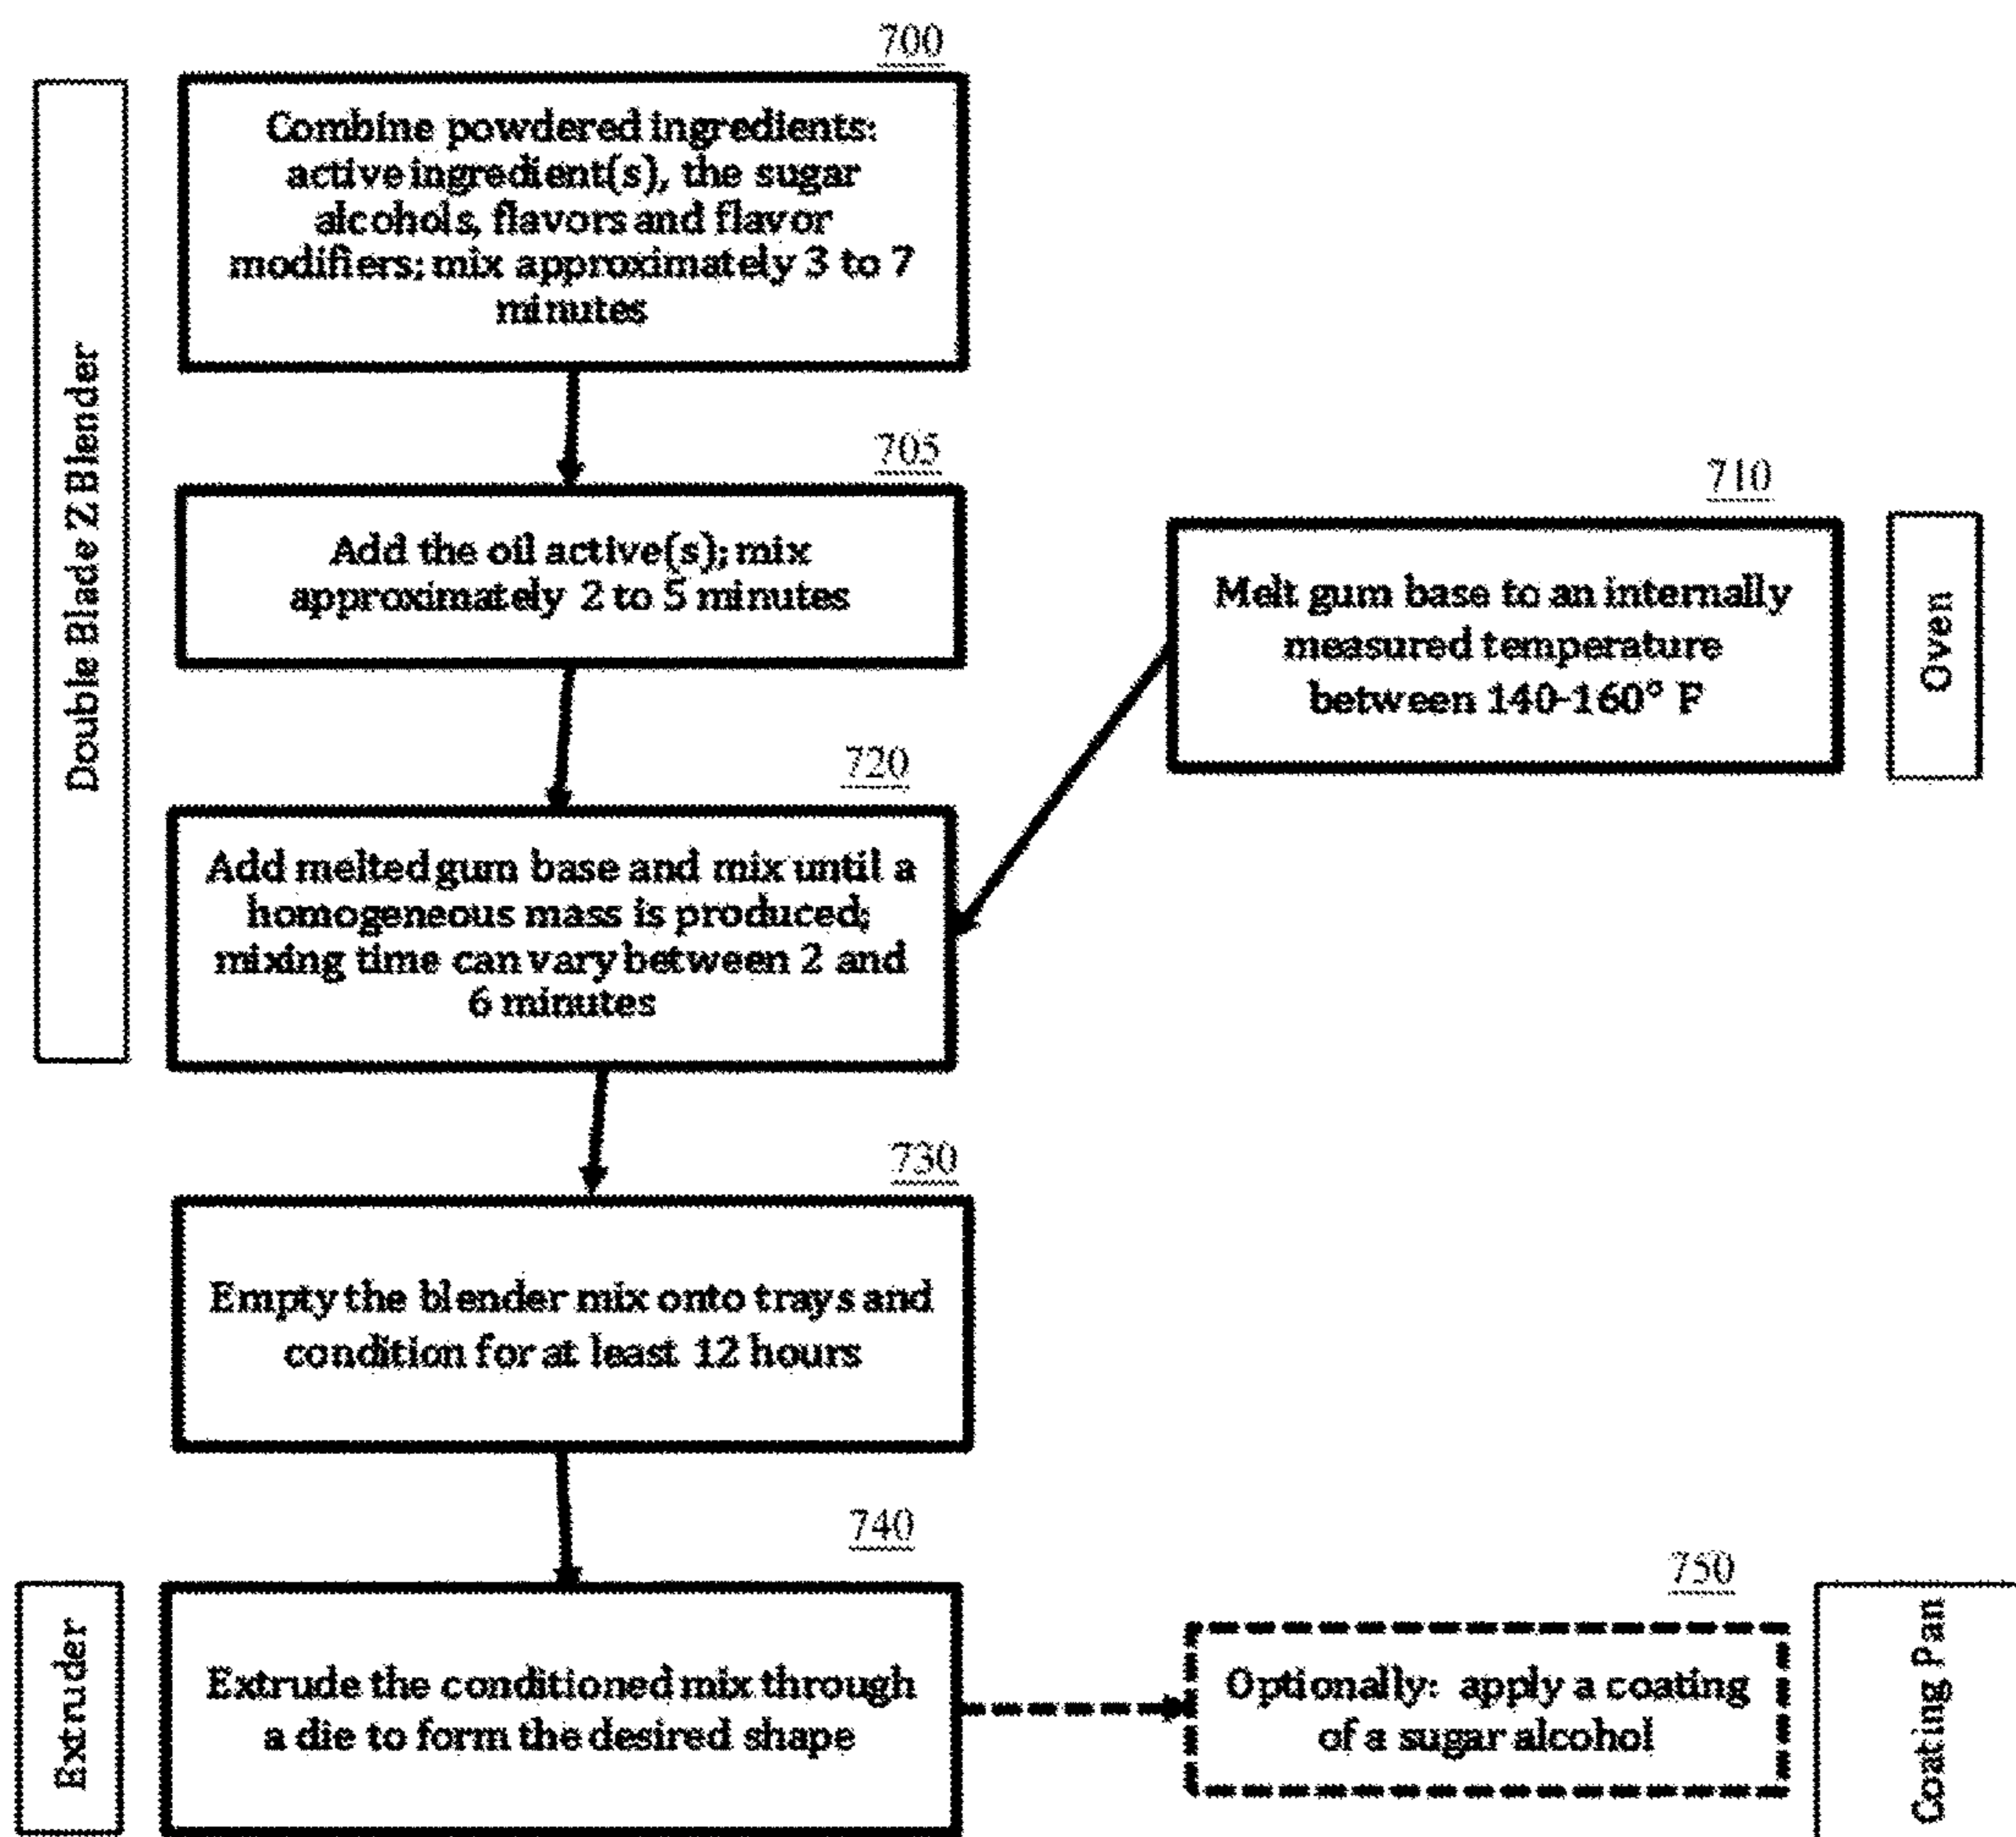 700
Combine powdered ingredients:
active ingredient(s), the sugar
alcohols, flavors and flavor
modifiers; mix approximately 3 to 7
minutes
Double Blade Z Blender
705
Add the oil active(s); mix
approximately 2 to 5 minutes
710
Melt gum base to an internally
measured temperature
between 140-160° F
Oven
720
Add melted gum base and mix until a
homogeneous mass is produced;
mixing time can vary between 2 and
6 minutes
730
Empty the blender mix onto trays and
condition for at least 12 hours
740
Extrude the conditioned mix through
a die to form the desired shape
Extruder
750
Optionally: apply a coating
of a sugar alcohol
Coating Pan